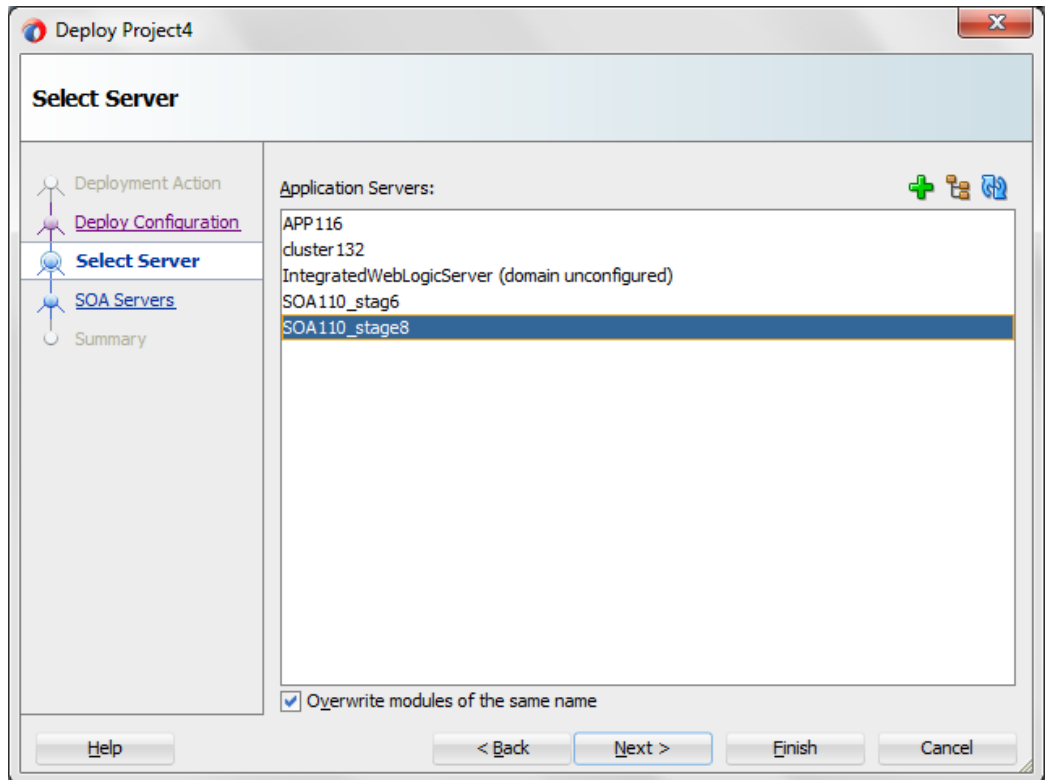 Deploy Project4
Select Server
Deployment Action
Deploy Configuration
Select Server
SOA Servers
Summary
Application Servers:
APP116
cluster132
IntegratedWebLogicServer (domain unconfigured)
SOA110_stag6
SOA110_stage8
Overwrite modules of the same name
Help
< Back
Next >
Finish
Cancel